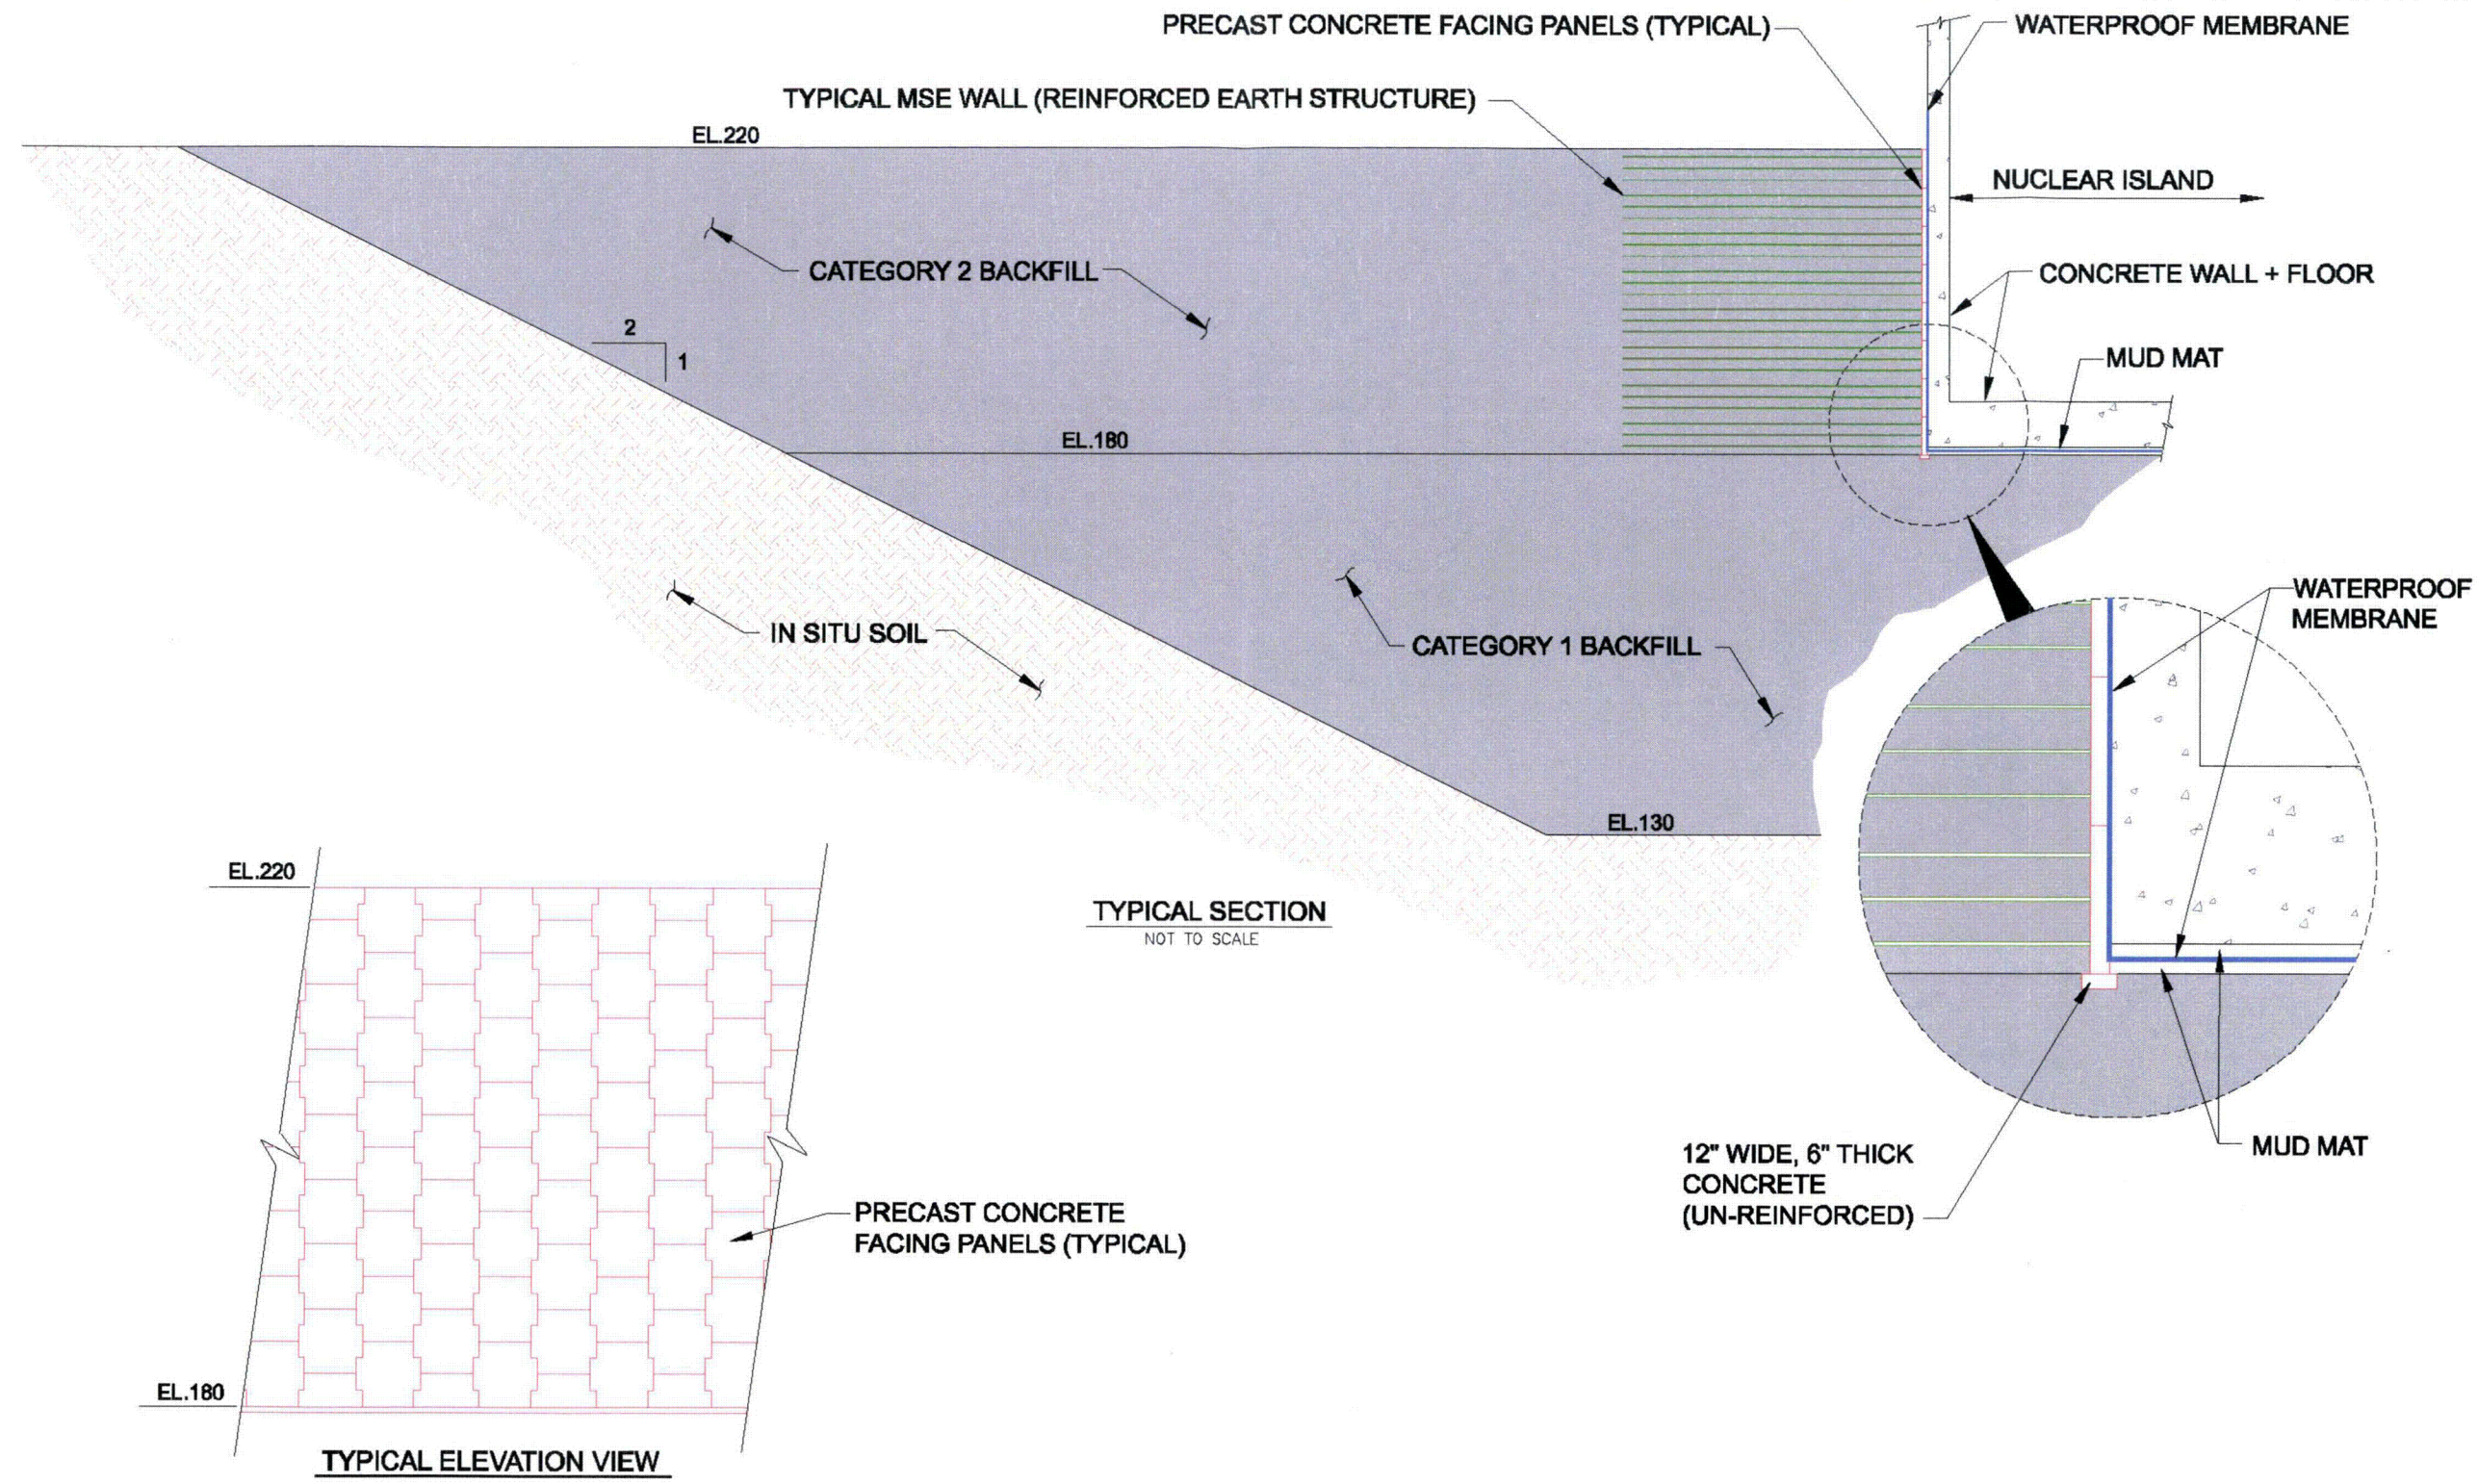 PRECAST CONCRETE FACING PANELS (TYPICAL)
WATERPROOF MEMBRANE
TYPICAL MSE WALL (REINFORCED EARTH STRUCTURE)
EL.220
NUCLEAR ISLAND
CATEGORY 2 BACKFILL
CONCRETE WALL + FLOOR
2
1
MUD MAT
EL.180
WATERPROOF
MEMBRANE
IN SITU SOIL
CATEGORY 1 BACKFILL
EL.130
EL.220
TYPICAL SECTION
NOT TO SCALE
12" WIDE, 6" THICK
CONCRETE
(UN-REINFORCED)
MUD MAT
PRECAST CONCRETE
FACING PANELS (TYPICAL)
EL.180
TYPICAL ELEVATION VIEW